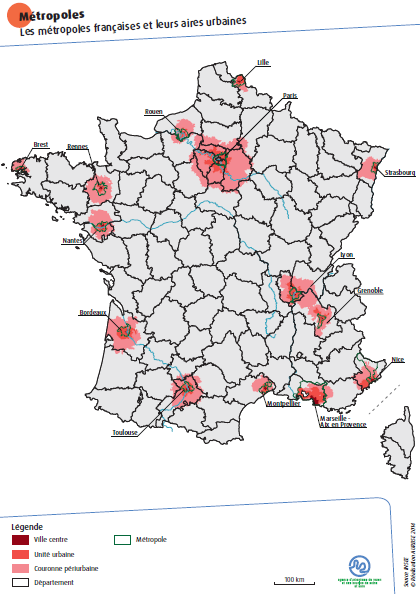 Métropoles
Les métropoles françaises et leurs aires urbaines
Lille
Paris
Rouen
Brest
Rennes
Strasbourg
Nantes
Lyon
Grenoble
Bordeaux
Nice
Montpellier
Marseille -
Aix en Provence
Toulouse
Légende
Ville centre
Métropole
Unité urbaine
Couronne périurbaine
Département
100 km